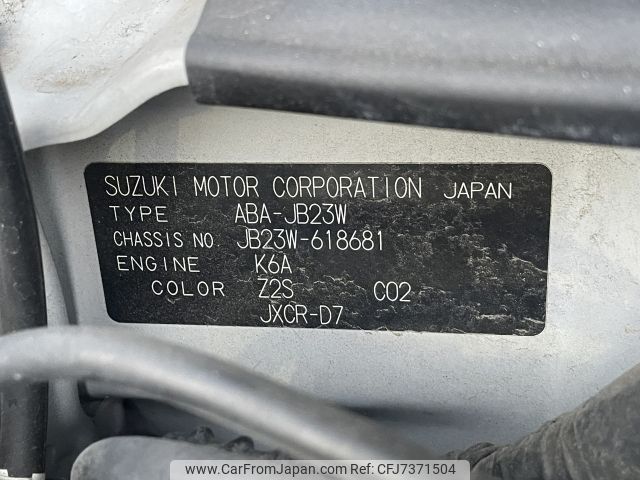 SUZUKI MOTOR CORPORATION JAPAN
TYPE ABA-JB23W
CHASSIS NO. JB23W-618681
ENGINE K6A
COLOR Z2S C02
JXCR-D7
www.CarFromJapan.com | CFJ7371504